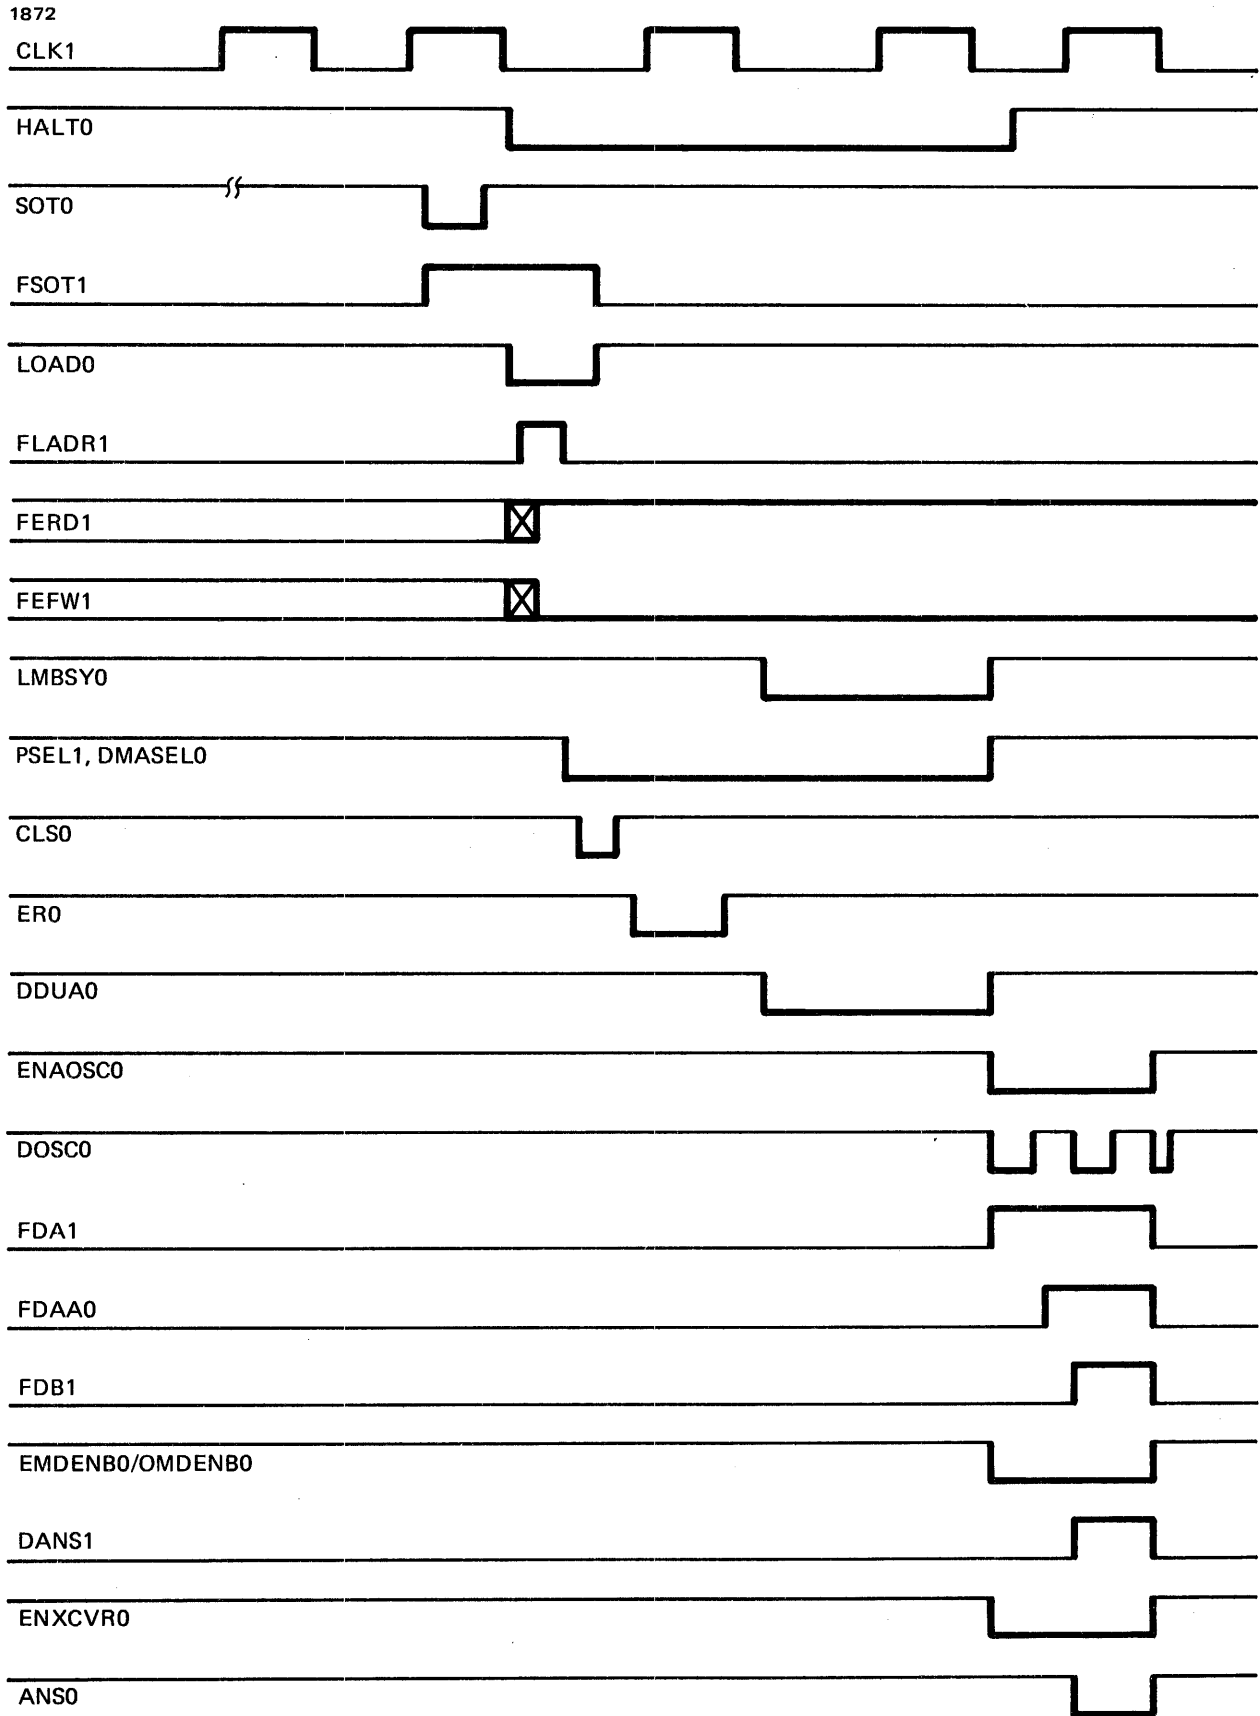 1872
CLK1
HALT0
SOT0
FSOT1
LOAD0
FLADR1
FERD1
FEFW1
LMBSY0
PSEL1, DMASEL0
CLS0
ER0
DDUA0
ENAOSC0
DOSC0
FDA1
FDAA0
FDB1
EMDENB0/OMDENB0
DANS1
ENXCVR0
ANS0